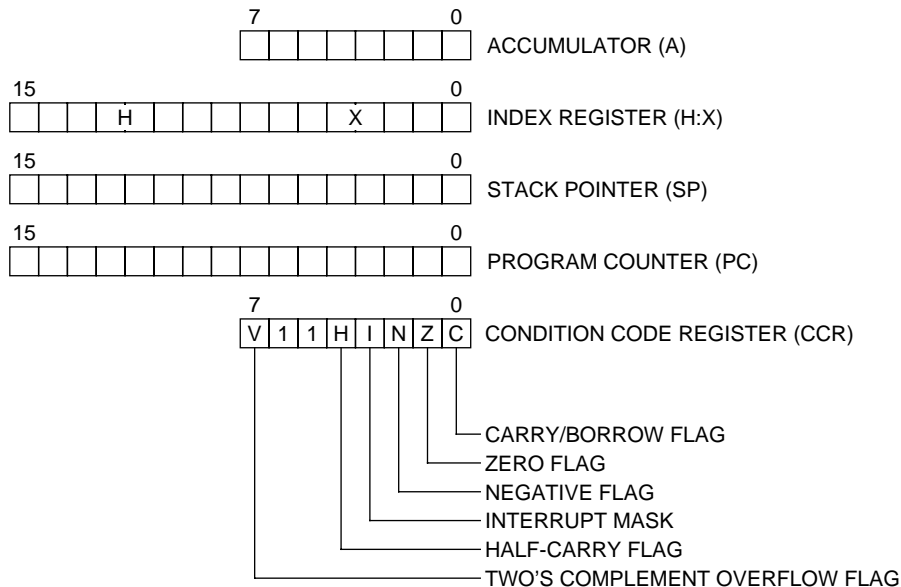 7 0
ACCUMULATOR (A)
15 0
H X INDEX REGISTER (H:X)
15 0
STACK POINTER (SP)
15 0
PROGRAM COUNTER (PC)
7 0
V 1 1 H I N Z C CONDITION CODE REGISTER (CCR)
CARRY/BORROW FLAG
ZERO FLAG
NEGATIVE FLAG
INTERRUPT MASK
HALF-CARRY FLAG
TWO'S COMPLEMENT OVERFLOW FLAG